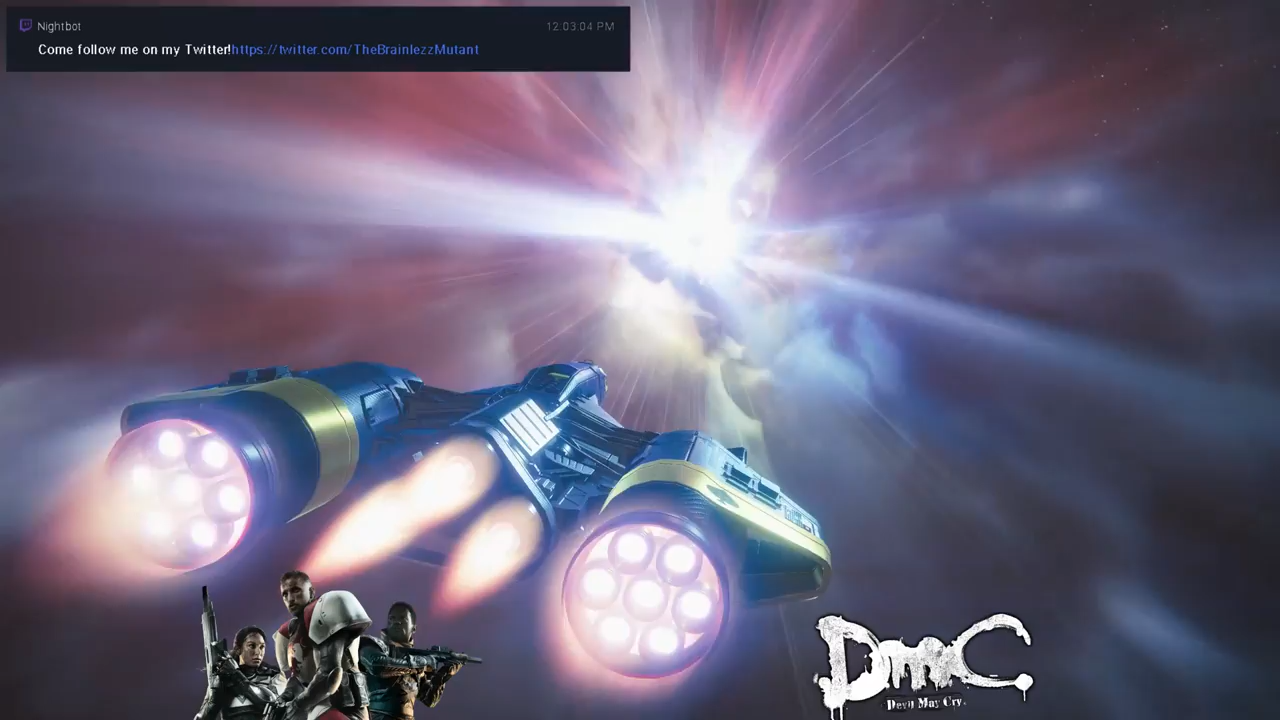 Nightbot
12:03:04 PM
Come follow me on my Twitter!https://twitter.com/TheBrainlezzMutant
DmC
Devil May Cry.